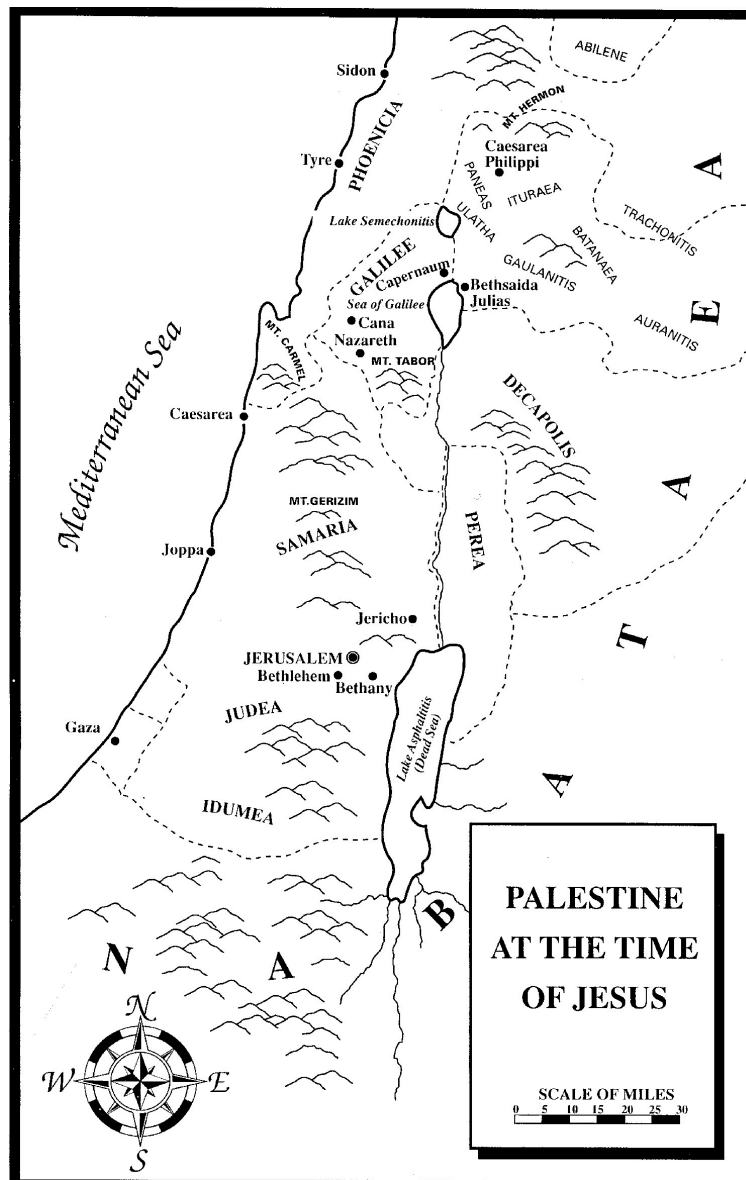 ABILENE
Sidon
MT. HERMON
PHOENICIA
Caesarea
Philippi
Tyre
PANEAS
ITURAEA
A
ULATHA
TRACHONITIS
Lake Semechonitis
BATANAEA
GALILEE
Capernaum
GAULANITIS
Bethsaida
Julias
Sea of Galilee
E
AURANITIS
Cana
MT. CARMEL
Nazareth
MT. TABOR
Mediterranean Sea
Caesarea
DECAPOLIS
A
MT.GERIZIM
SAMARIA
PEREA
Joppa
Jericho
T
JERUSALEM
Bethlehem
Bethany
JUDEA
Gaza
Lake Asphaltitis
(Dead Sea)
A
IDUMEA
B
N
A
PALESTINE
AT THE TIME
OF JESUS
N
W
E
S
SCALE OF MILES
0 5 10 15 20 25 30